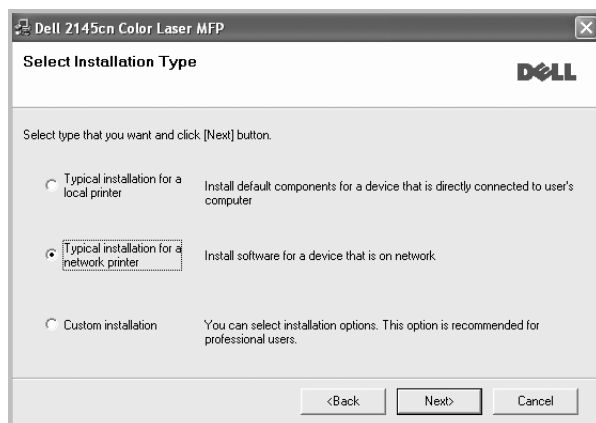 Dell 2145cn Color Laser MFP
Select Installation Type
DELL
Select type that you want and click [Next] button.
Typical installation for a
local printer
Install default components for a device that is directly connected to user's
computer
Typical installation for a
network printer
Install software for a device that is on network
Custom installation
You can select installation options. This option is recommended for
professional users.
<Back
Next>
Cancel